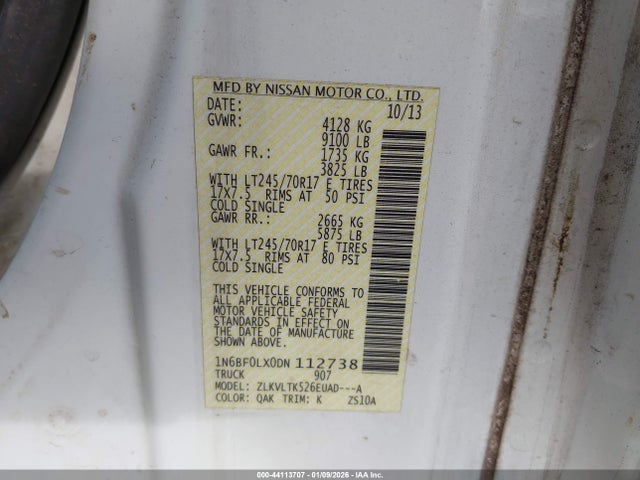 MFD BY NISSAN MOTOR CO., LTD.
DATE: 10/13
GVWR: 4128 KG
9100 LB
GAWR FR.: 1735 KG
3825 LB
WITH LT245/70R17 E TIRES
17X7.5 RIMS AT 50 PSI
COLD SINGLE
GAWR RR.: 2665 KG
5875 LB
WITH LT245/70R17 E TIRES
17X7.5 RIMS AT 80 PSI
COLD SINGLE
THIS VEHICLE CONFORMS TO
ALL APPLICABLE FEDERAL
MOTOR VEHICLE SAFETY
STANDARDS IN EFFECT ON
THE DATE OF MANUFACTURE
SHOWN ABOVE.
1N6BF0LX0DN 112738
TRUCK 907
MODEL: ZLKVLTK526EUAD---A
COLOR: QAK TRIM: K ZS10A
000-44113707 - 01/09/2026 - IAA Inc.